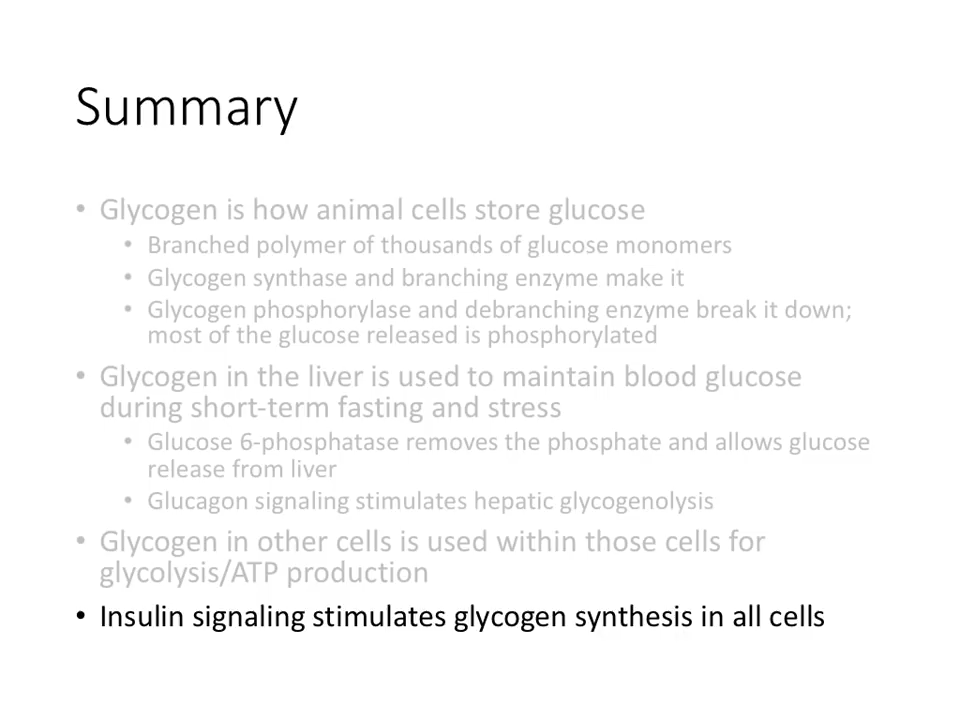 Summary
• Glycogen is how animal cells store glucose
• Branched polymer of thousands of glucose monomers
• Glycogen synthase and branching enzyme make it
• Glycogen phosphorylase and debranching enzyme break it down;
most of the glucose released is phosphorylated
• Glycogen in the liver is used to maintain blood glucose
during short-term fasting and stress
• Glucose 6-phosphatase removes the phosphate and allows glucose
release from liver
• Glucagon signaling stimulates hepatic glycogenolysis
• Glycogen in other cells is used within those cells for
glycolysis/ATP production
• Insulin signaling stimulates glycogen synthesis in all cells